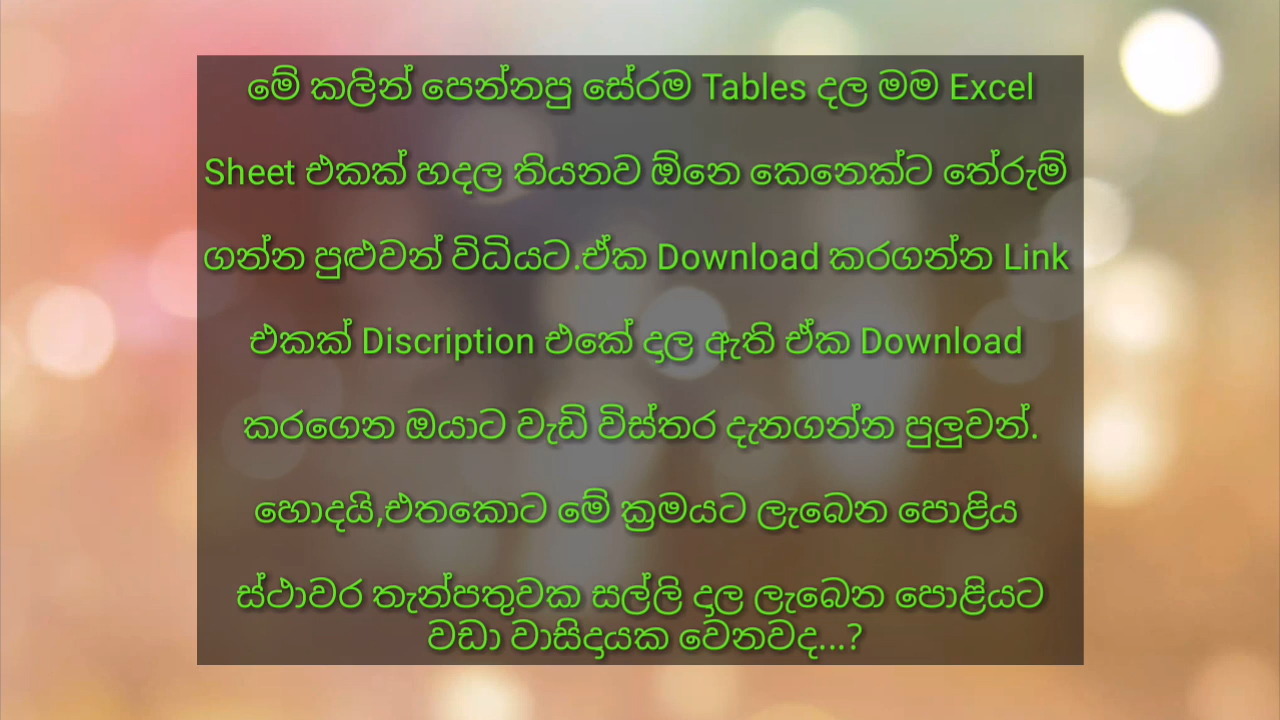 මේ කලින් පෙන්නපු සේරම Tables දල මම Excel
Sheet එකක් හදල තියනව ඕනෙ කෙනෙක්ට තේරුම්
ගන්න පුළුවන් විධියට.ඒක Download කරගන්න Link
එකක් Discription එකේ දාල ඇති ඒක Download
කරගෙන ඔයාට වැඩි විස්තර දැනගන්න පුලුවන්.
හොදයි,එතකොට මේ ක්‍රමයට ලැබෙන පොළිය
ස්ථාවර තැන්පතුවක සල්ලි දාල ලැබෙන පොළියට
වඩා වාසිදායක වෙනවද...?